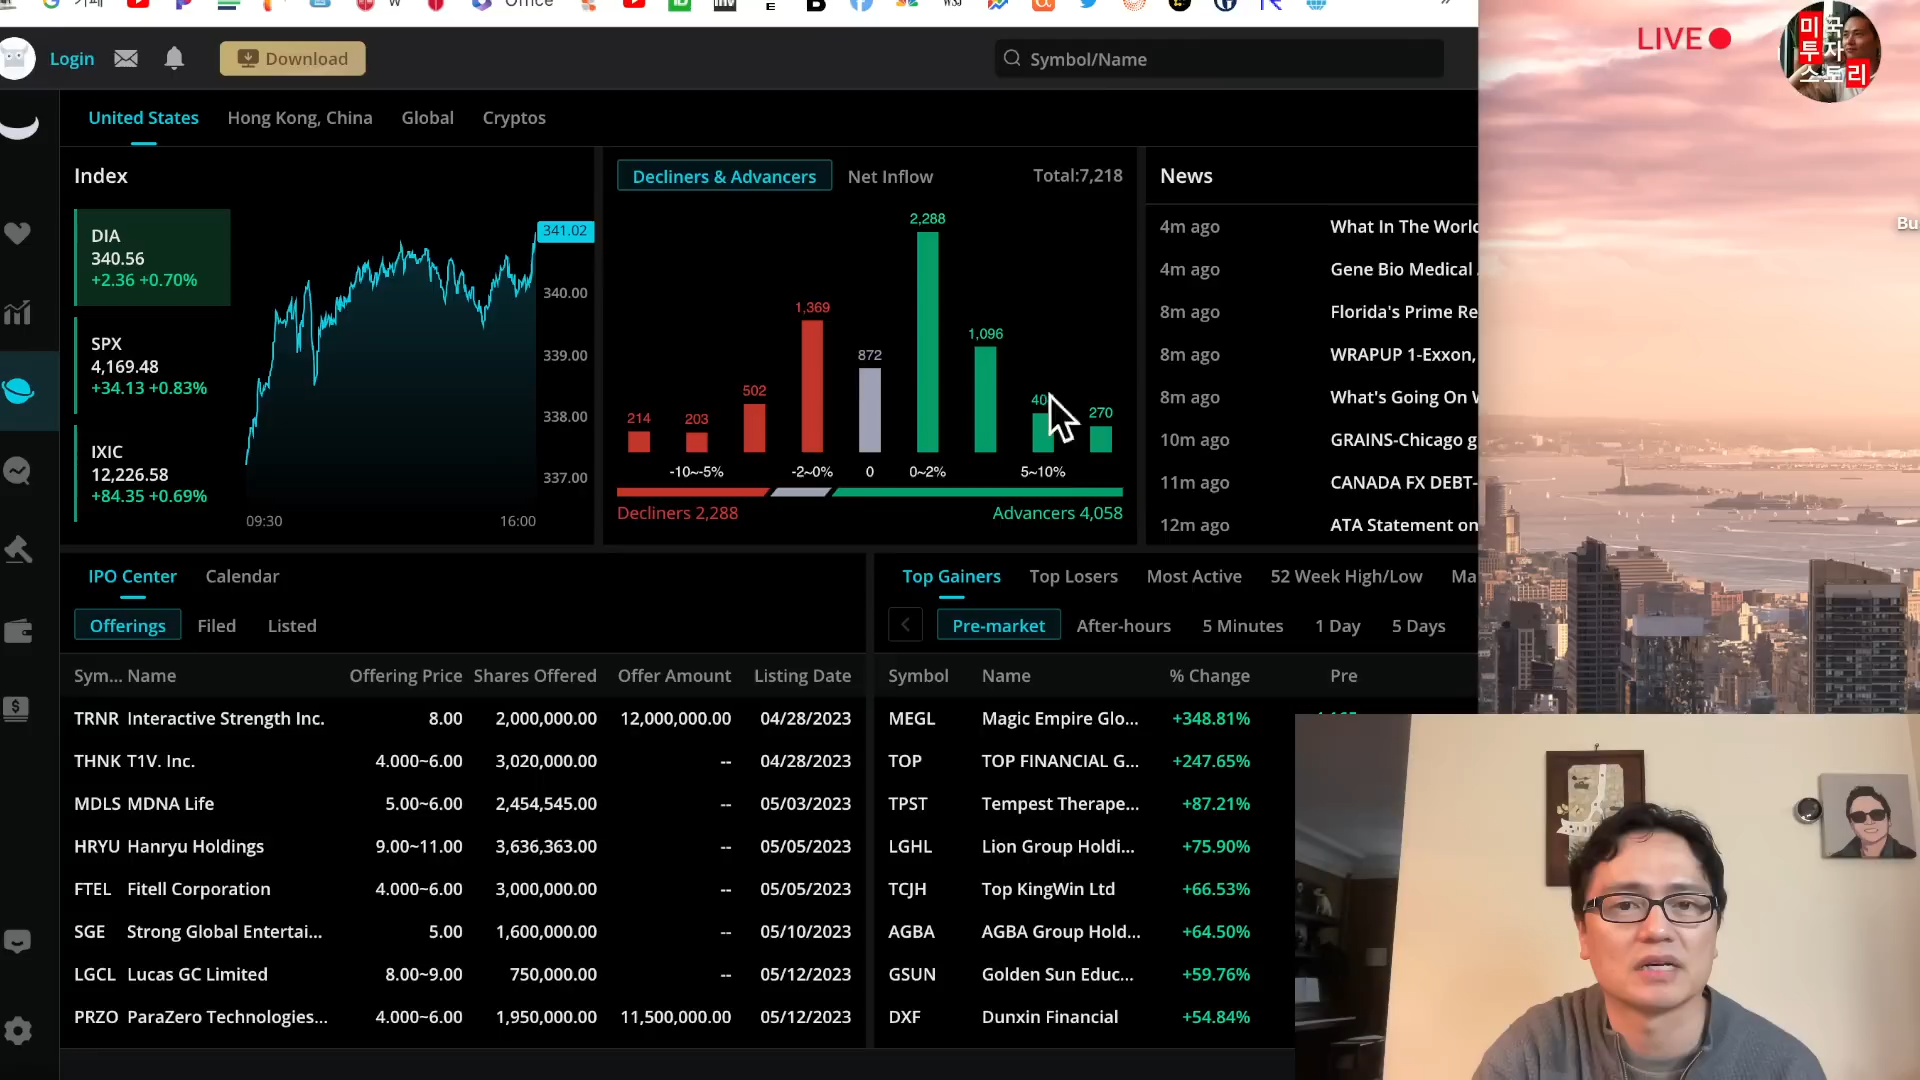 Office
LIVE
미국
투자
스토리
Login
Download
Symbol/Name
United States
Hong Kong, China
Global
Cryptos
Index
DIA
340.56
+2.36 +0.70%
SPX
4,169.48
+34.13 +0.83%
IXIC
12,226.58
+84.35 +0.69%
341.02
340.00
339.00
338.00
337.00
09:30
16:00
Decliners & Advancers
Net Inflow
Total:7,218
214
203
502
1,369
872
2,288
1,096
270
-10~-5%
-2~0%
0
0~2%
5~10%
Decliners 2,288
Advancers 4,058
News
4m ago What In The World
4m ago Gene Bio Medical
8m ago Florida's Prime Re
8m ago WRAPUP 1-Exxon,
8m ago What's Going On
10m ago GRAINS-Chicago g
11m ago CANADA FX DEBT-
12m ago ATA Statement on
Bu
IPO Center
Calendar
Offerings
Filed
Listed
Sym... Name Offering Price Shares Offered Offer Amount Listing Date
TRNR Interactive Strength Inc. 8.00 2,000,000.00 12,000,000.00 04/28/2023
THNK T1V. Inc. 4.000~6.00 3,020,000.00 -- 04/28/2023
MDLS MDNA Life 5.00~6.00 2,454,545.00 -- 05/03/2023
HRYU Hanryu Holdings 9.00~11.00 3,636,363.00 -- 05/05/2023
FTEL Fitell Corporation 4.000~6.00 3,000,000.00 -- 05/05/2023
SGE Strong Global Entertai... 5.00 1,600,000.00 -- 05/10/2023
LGCL Lucas GC Limited 8.00~9.00 750,000.00 -- 05/12/2023
PRZO ParaZero Technologies... 4.000~6.00 1,950,000.00 11,500,000.00 05/12/2023
Top Gainers
Top Losers
Most Active
52 Week High/Low
Ma
Pre-market
After-hours
5 Minutes
1 Day
5 Days
Symbol Name % Change Pre
MEGL Magic Empire Glo... +348.81%
TOP TOP FINANCIAL G... +247.65%
TPST Tempest Therape... +87.21%
LGHL Lion Group Holdi... +75.90%
TCJH Top KingWin Ltd +66.53%
AGBA AGBA Group Hold... +64.50%
GSUN Golden Sun Educ... +59.76%
DXF Dunxin Financial +54.84%